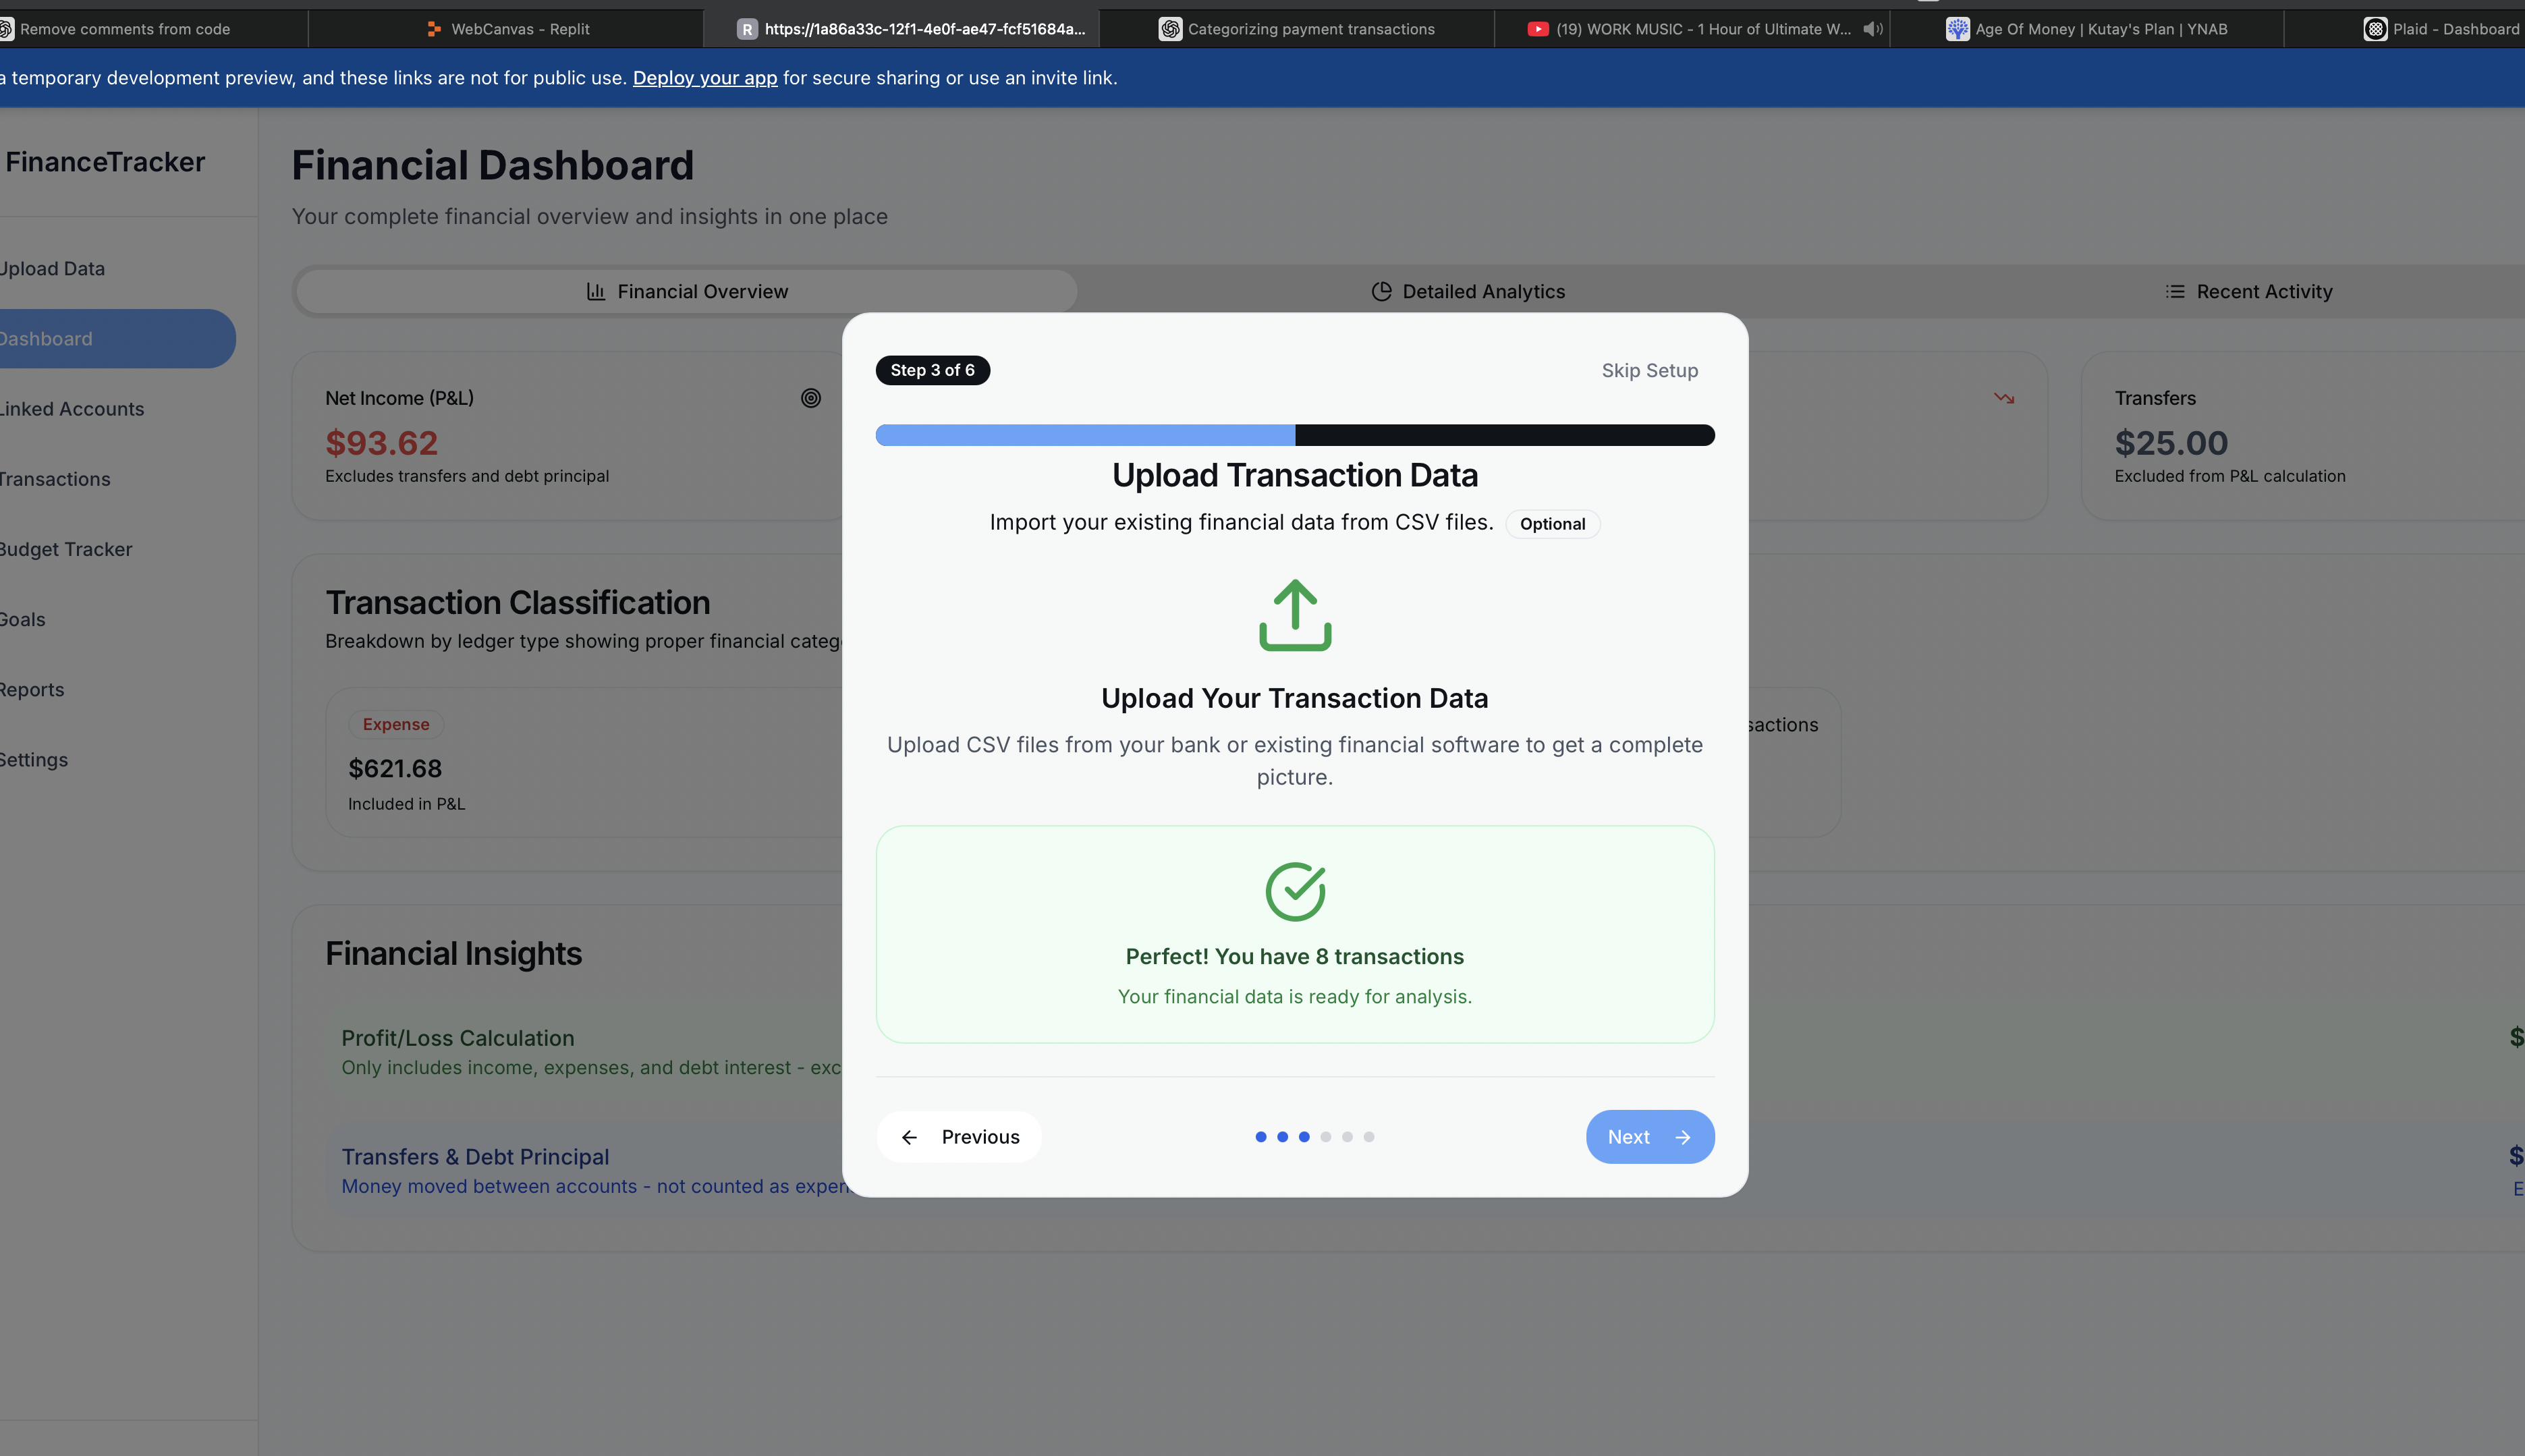 Remove comments from code
WebCanvas - Replit
R https://1a86a33c-12f1-4e0f-ae47-fcf51684a...
Categorizing payment transactions
(19) WORK MUSIC - 1 Hour of Ultimate W...
Age Of Money | Kutay's Plan | YNAB
Plaid - Dashboard
a temporary development preview, and these links are not for public use. Deploy your app for secure sharing or use an invite link.
FinanceTracker
Upload Data
Dashboard
Linked Accounts
Transactions
Budget Tracker
Goals
Reports
Settings
Financial Dashboard
Your complete financial overview and insights in one place
Financial Overview
Detailed Analytics
Recent Activity
Net Income (P&L)
$93.62
Excludes transfers and debt principal
Transfers
$25.00
Excluded from P&L calculation
Transaction Classification
Breakdown by ledger type showing proper financial categ
Expense
$621.68
Included in P&L
sactions
Financial Insights
Profit/Loss Calculation
Only includes income, expenses, and debt interest - exc
$
Transfers & Debt Principal
Money moved between accounts - not counted as expen
$
E
Step 3 of 6
Skip Setup
Upload Transaction Data
Import your existing financial data from CSV files. Optional
Upload Your Transaction Data
Upload CSV files from your bank or existing financial software to get a complete
picture.
Perfect! You have 8 transactions
Your financial data is ready for analysis.
Previous
Next